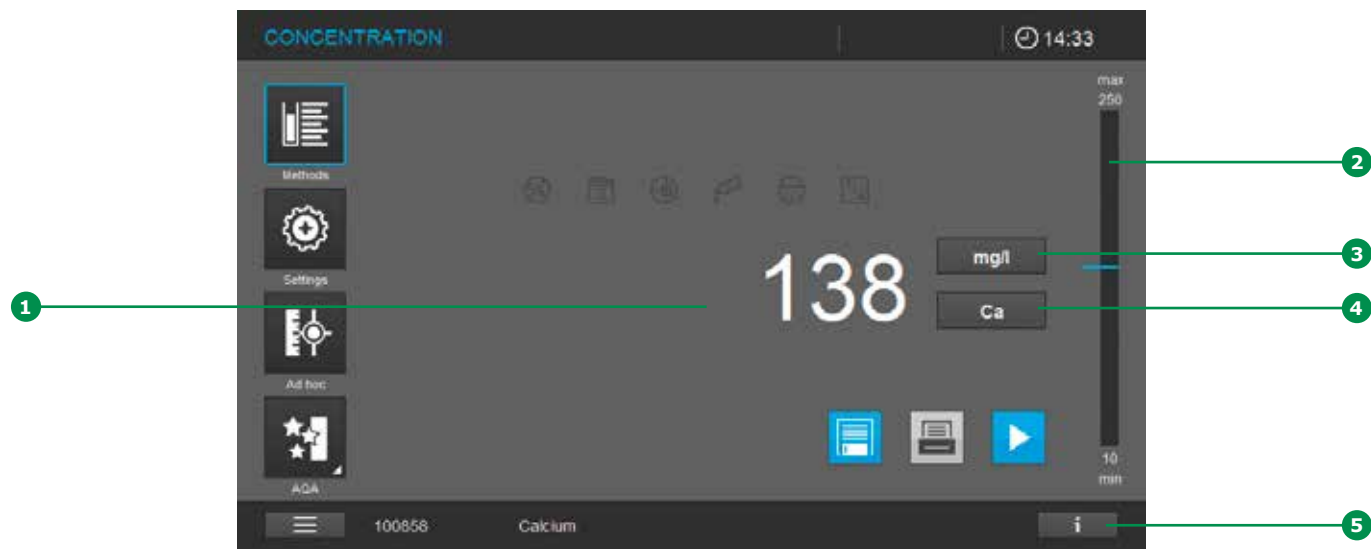 CONCENTRATION
14:33
max
250
Methods
2
Settings
138
mg/l
3
1
Ca
4
Ad hoc
AQA
10
min
100858 Calcium
i
5